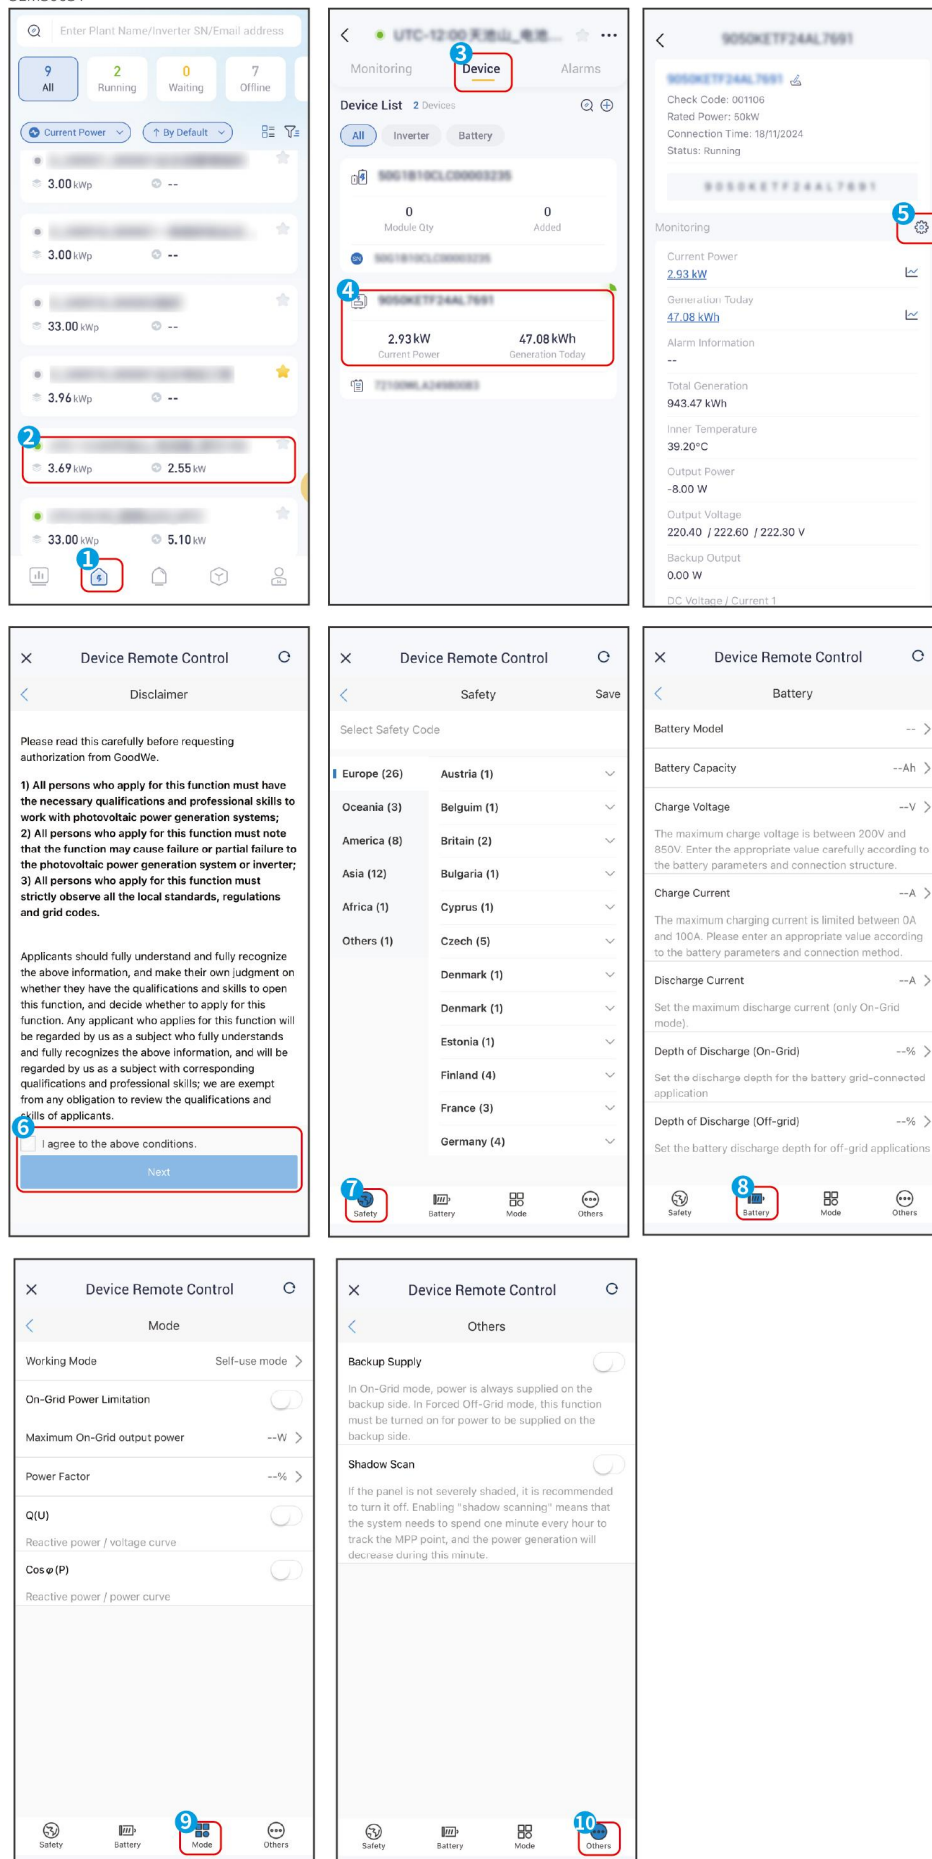 Enter Plant Name/Inverter SN/Email address
9
All
2
Running
0
Waiting
7
Offline
Current Power
↑ By Default
3.00 kWp
--
3.00 kWp
--
33.00 kWp
--
3.96 kWp
--
2
3.69 kWp
2.55 kW
33.00 kWp
5.10 kW
1
UTC-12:00 天池山_电池...
3
Monitoring
Device
Alarms
Device List 2 Devices
All
Inverter
Battery
50G1B10CLC00003235
0
Module Qty
0
Added
SN
50G1B10CLC00003235
4
9050KETF24AL7691
2.93 kW
Current Power
47.08 kWh
Generation Today
9050KETF24AL7691
9050KETF24AL7691
Check Code: 001106
Rated Power: 50kW
Connection Time: 18/11/2024
Status: Running
9050KETF24AL7691
5
Monitoring
Current Power
2.93 kW
Generation Today
47.08 kWh
Alarm Information
--
Total Generation
943.47 kWh
Inner Temperature
39.20°C
Output Power
-8.00 W
Output Voltage
220.40 / 222.60 / 222.30 V
Backup Output
0.00 W
DC Voltage / Current 1
Device Remote Control
Disclaimer
Please read this carefully before requesting
authorization from GoodWe.
1) All persons who apply for this function must have
the necessary qualifications and professional skills to
work with photovoltaic power generation systems;
2) All persons who apply for this function must note
that the function may cause failure or partial failure to
the photovoltaic power generation system or inverter;
3) All persons who apply for this function must
strictly observe all the local standards, regulations
and grid codes.
Applicants should fully understand and fully recognize
the above information, and make their own judgment on
whether they have the qualifications and skills to open
this function, and decide whether to apply for this
function. Any applicant who applies for this function will
be regarded by us as a subject who fully understands
and fully recognizes the above information, and will be
regarded by us as a subject with corresponding
qualifications and professional skills; we are exempt
from any obligation to review the qualifications and
skills of applicants.
6
I agree to the above conditions.
Next
Device Remote Control
Safety
Save
Select Safety Code
Europe (26)
Oceania (3)
America (8)
Asia (12)
Africa (1)
Others (1)
Austria (1)
Belguim (1)
Britain (2)
Bulgaria (1)
Cyprus (1)
Czech (5)
Denmark (1)
Denmark (1)
Estonia (1)
Finland (4)
France (3)
Germany (4)
7
Safety
Battery
Mode
Others
Device Remote Control
Battery
Battery Model
--
Battery Capacity
--Ah
Charge Voltage
--V
The maximum charge voltage is between 200V and
850V. Enter the appropriate value carefully according to
the battery parameters and connection structure.
Charge Current
--A
The maximum charging current is limited between 0A
and 100A. Please enter an appropriate value according
to the battery parameters and connection method.
Discharge Current
--A
Set the maximum discharge current (only On-Grid
mode).
Depth of Discharge (On-Grid)
--%
Set the discharge depth for the battery grid-connected
application
Depth of Discharge (Off-grid)
--%
Set the battery discharge depth for off-grid applications
8
Safety
Battery
Mode
Others
Device Remote Control
Mode
Working Mode
Self-use mode
On-Grid Power Limitation
Maximum On-Grid output power
--W
Power Factor
--%
Q(U)
Reactive power / voltage curve
Cosφ(P)
Reactive power / power curve
9
Safety
Battery
Mode
Others
Device Remote Control
Others
Backup Supply
In On-Grid mode, power is always supplied on the
backup side. In Forced Off-Grid mode, this function
must be turned on for power to be supplied on the
backup side.
Shadow Scan
If the panel is not severely shaded, it is recommended
to turn it off. Enabling "shadow scanning" means that
the system needs to spend one minute every hour to
track the MPP point, and the power generation will
decrease during this minute.
10
Safety
Battery
Mode
Others